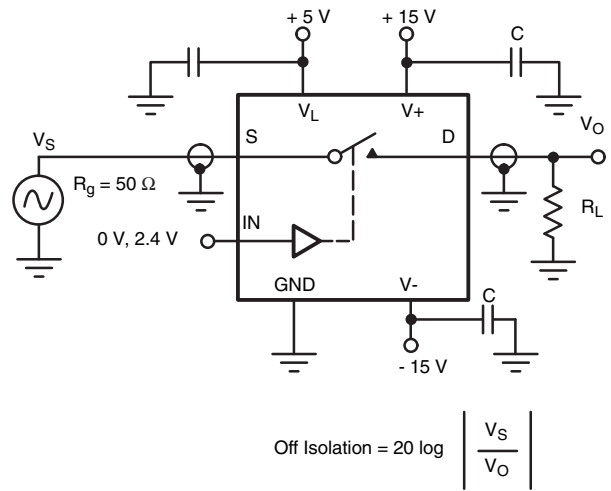 + 5 V
+ 15 V
C
V_L
V+
V_O
V_S
S
D
R_g = 50 Ω
R_L
IN
0 V, 2.4 V
GND
V-
C
- 15 V
Off Isolation = 20 log | V_S / V_O |